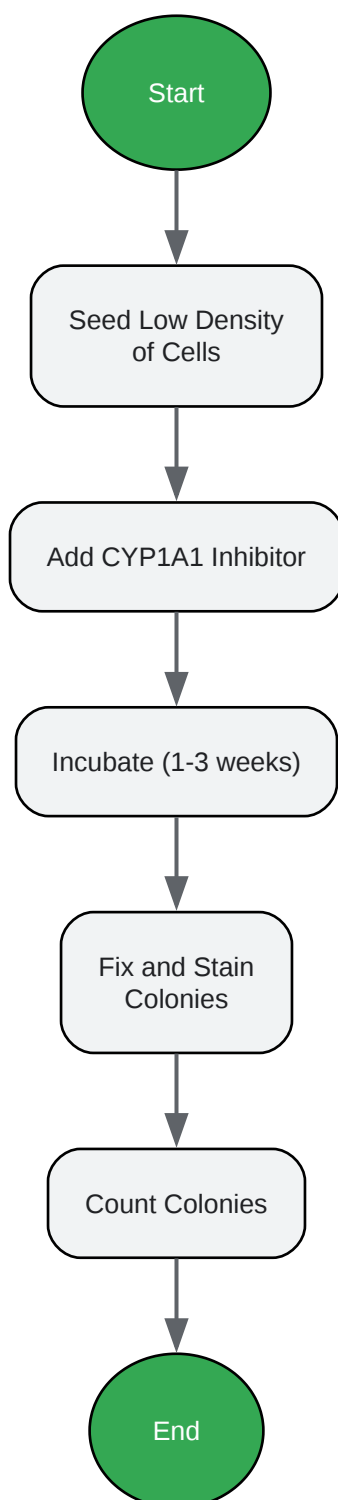 Start
Seed Low Density
of Cells
Add CYP1A1 Inhibitor
Incubate (1-3 weeks)
Fix and Stain
Colonies
Count Colonies
End